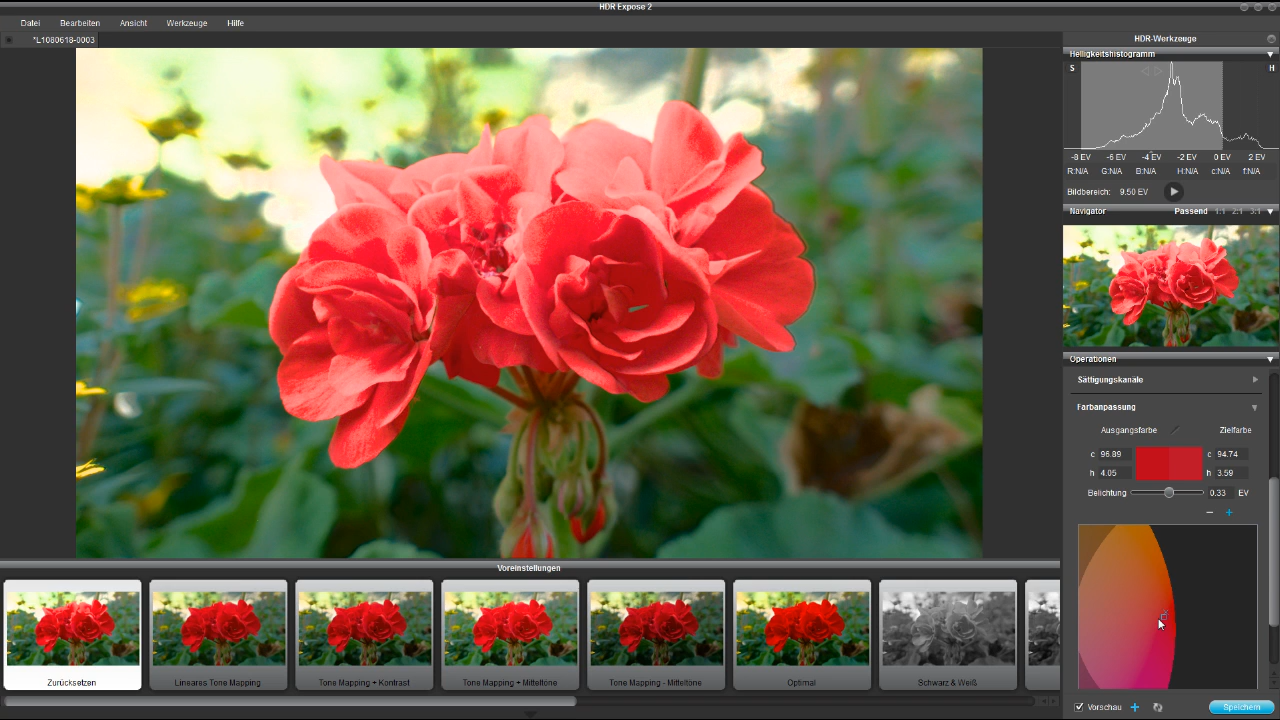 HDR Expose 2
Datei Bearbeiten Ansicht Werkzeuge Hilfe
*L1080618-0003
HDR-Werkzeuge
Helligkeitshistogramm
S H
-8 EV -6 EV -4 EV -2 EV 0 EV 2 EV
R:N/A G:N/A B:N/A H:N/A c:N/A f:N/A
Bildbereich: 9.50 EV
Navigator Passend 1:1 2:1 3:1
Operationen
Sättigungskanäle
Farbanpassung
Ausgangsfarbe Zielfarbe
c 96.89 c 94.74
h 4.05 h 3.59
Belichtung 0.33 EV
Voreinstellungen
Zurücksetzen Lineares Tone Mapping Tone Mapping + Kontrast Tone Mapping + Mitteltöne Tone Mapping - Mitteltöne Optimal Schwarz & Weiß
Vorschau Speichern